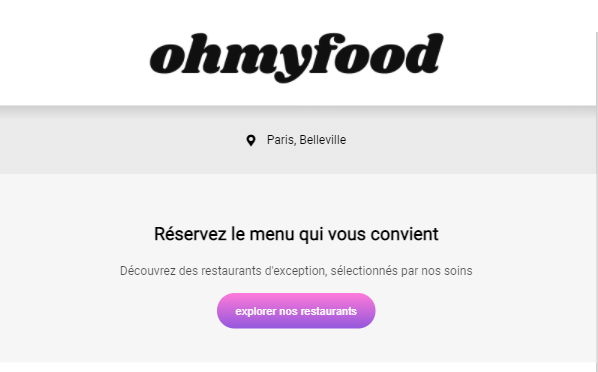 ohmyfood
Paris, Belleville
Réservez le menu qui vous convient
Découvrez des restaurants d'exception, sélectionnés par nos soins
explorer nos restaurants